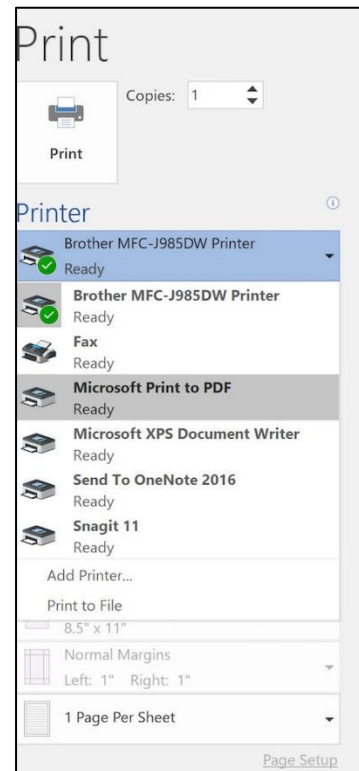 Print
Copies: 1
Print
Printer
Brother MFC-J985DW Printer
Ready
Brother MFC-J985DW Printer
Ready
Fax
Ready
Microsoft Print to PDF
Ready
Microsoft XPS Document Writer
Ready
Send To OneNote 2016
Ready
Snagit 11
Ready
Add Printer...
Print to File
8.5" x 11"
Normal Margins
Left: 1" Right: 1"
1 Page Per Sheet
Page Setup